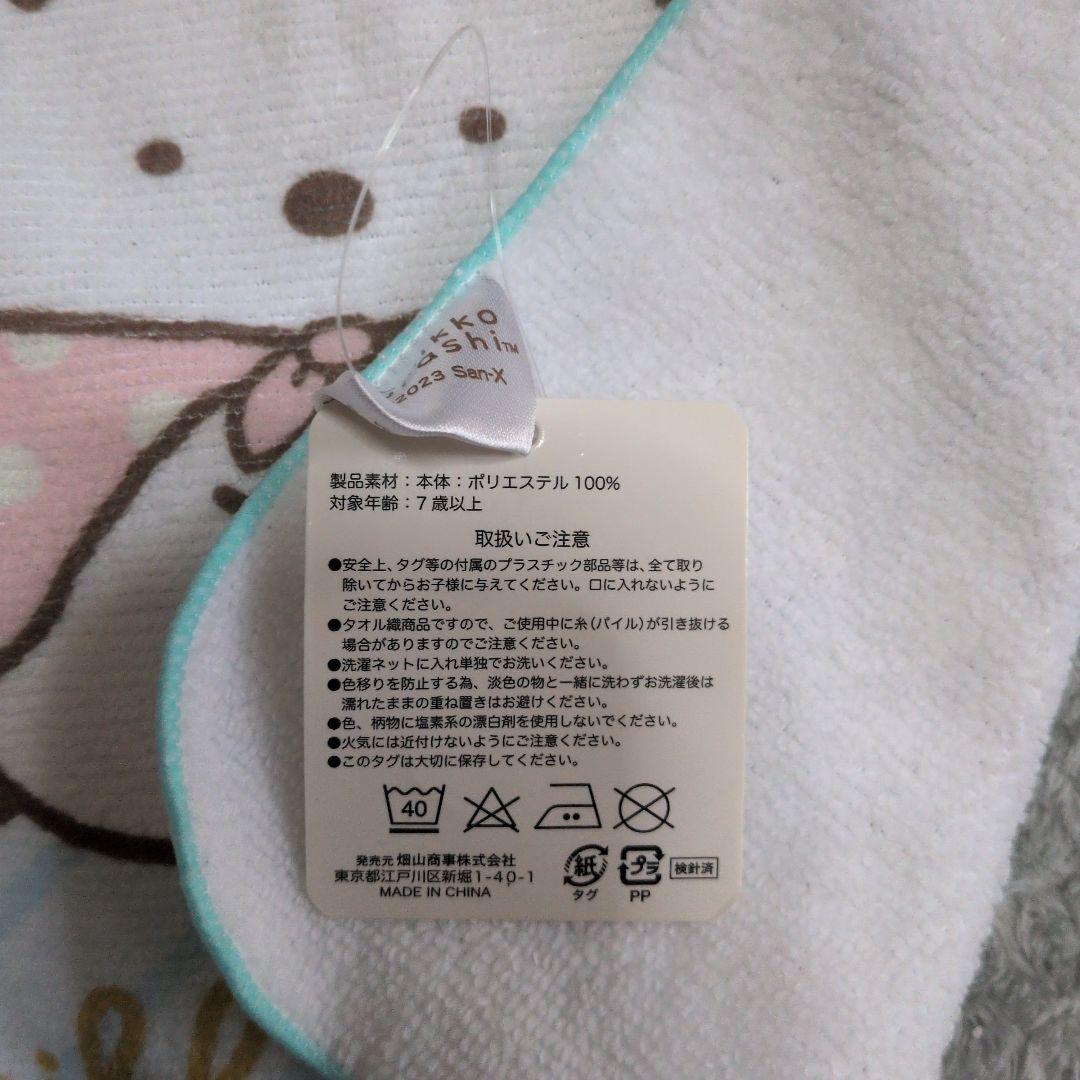 KKO
ashi™
2023 San-X
製品素材：本体：ポリエステル100%
対象年齢：7歳以上
取扱いご注意
●安全上、タグ等の付属のプラスチック部品等は、全て取り
除いてからお子様に与えてください。口に入れないように
ご注意ください。
●タオル織商品ですので、ご使用中に糸（パイル）が引き抜ける
場合がありますのでご注意ください。
●洗濯ネットに入れ単独でお洗いください。
●色移りを防止する為、淡色の物と一緒に洗わずお洗濯後は
濡れたままの重ね置きはお避けください。
●色、柄物に塩素系の漂白剤を使用しないでください。
●火気には近付けないようにご注意ください。
●このタグは大切に保存してください。
40
発売元 畑山商事株式会社
東京都江戸川区新堀1-40-1
MADE IN CHINA
紙
タグ
プラ
PP
検針済